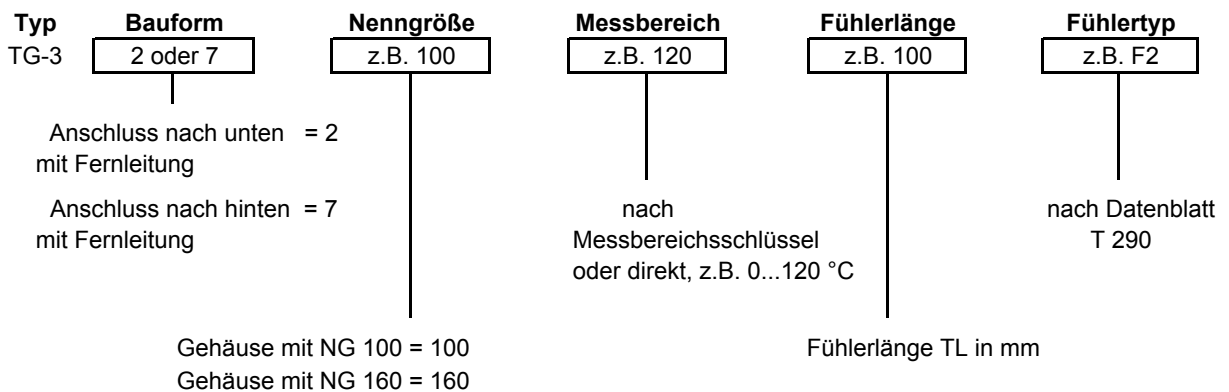 Typ Bauform Nenngröße Messbereich Fühlerlänge Fühlertyp
TG-3 2 oder 7 z.B. 100 z.B. 120 z.B. 100 z.B. F2
Anschluss nach unten = 2
mit Fernleitung
Anschluss nach hinten = 7
mit Fernleitung
nach
Messbereichsschlüssel
oder direkt, z.B. 0...120 °C
nach Datenblatt
T 290
Gehäuse mit NG 100 = 100
Gehäuse mit NG 160 = 160
Fühlerlänge TL in mm